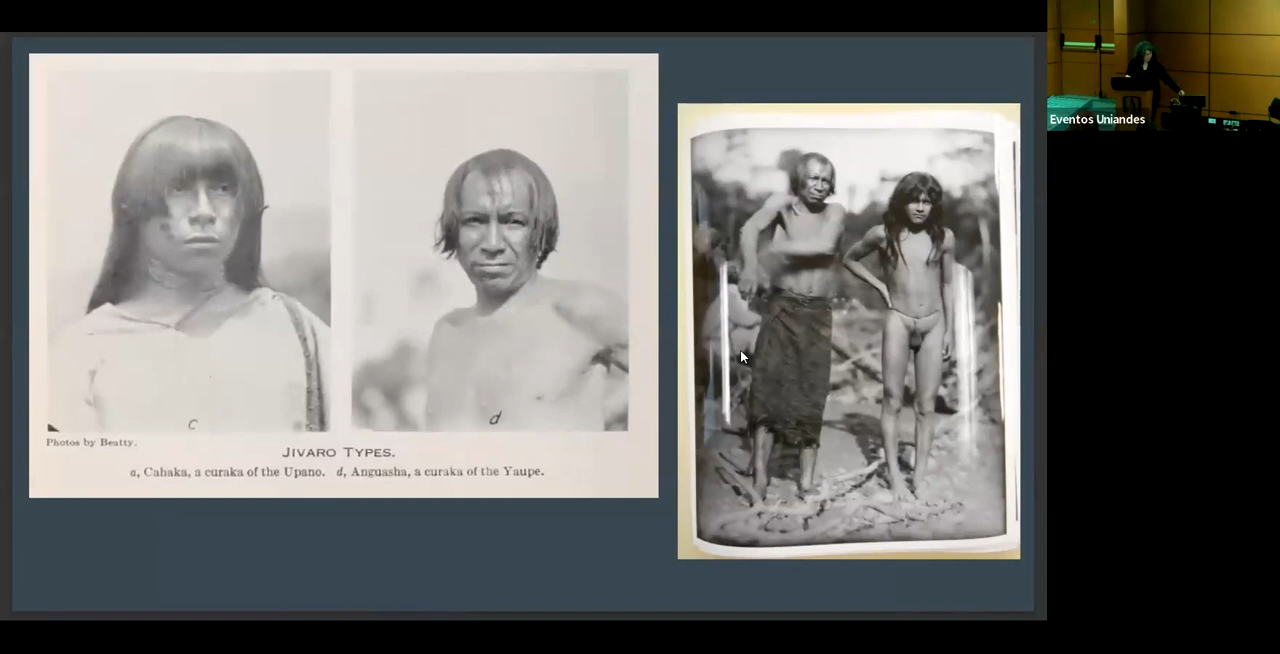 c
d
Photos by Beatty.
JIVARO TYPES.
a, Cahaka, a curaka of the Upano. d, Anguasha, a curaka of the Yaupe.
Eventos Uniandes